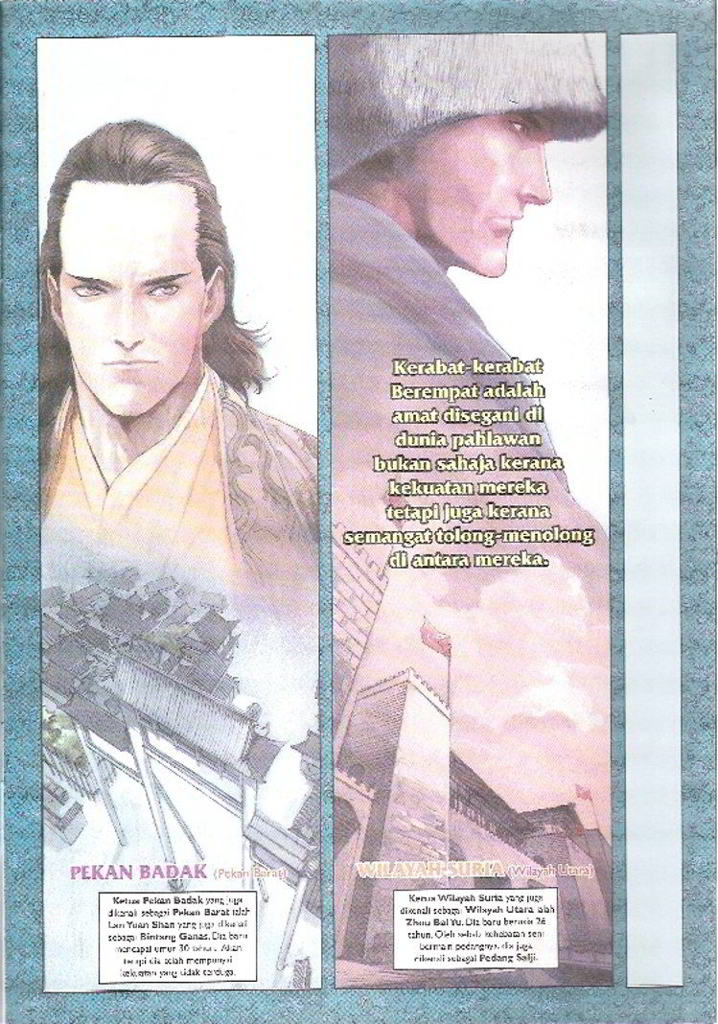 Kerabat-kerabat
Berempat adalah
amat disegani di
dunia pahlawan
bukan sahaja kerana
kekuatan mereka
tetapi juga kerana
semangat tolong-menolong
di antara mereka.
PEKAN BADAK (Pekan Barat)
Ketua Pekan Badak yang juga
dikenali sebagai Pekan Barat ialah
Lan Yuan Shan yang juga dikenali
sebagai Bintang Ganas. Dia baru
mencapai umur 30 tahun. Akan
tetapi dia telah mempunyai
kekuatan yang tidak terduga.
WILAYAH SURIA (Wilayah Utara)
Ketua Wilayah Suria yang juga
dikenali sebagai Wilayah Utara ialah
Zhou Bai Yu. Dia baru berusia 26
tahun. Oleh sebab kehebatan seni
bermain pedangnya, dia juga
dikenali sebagai Pedang Salji.